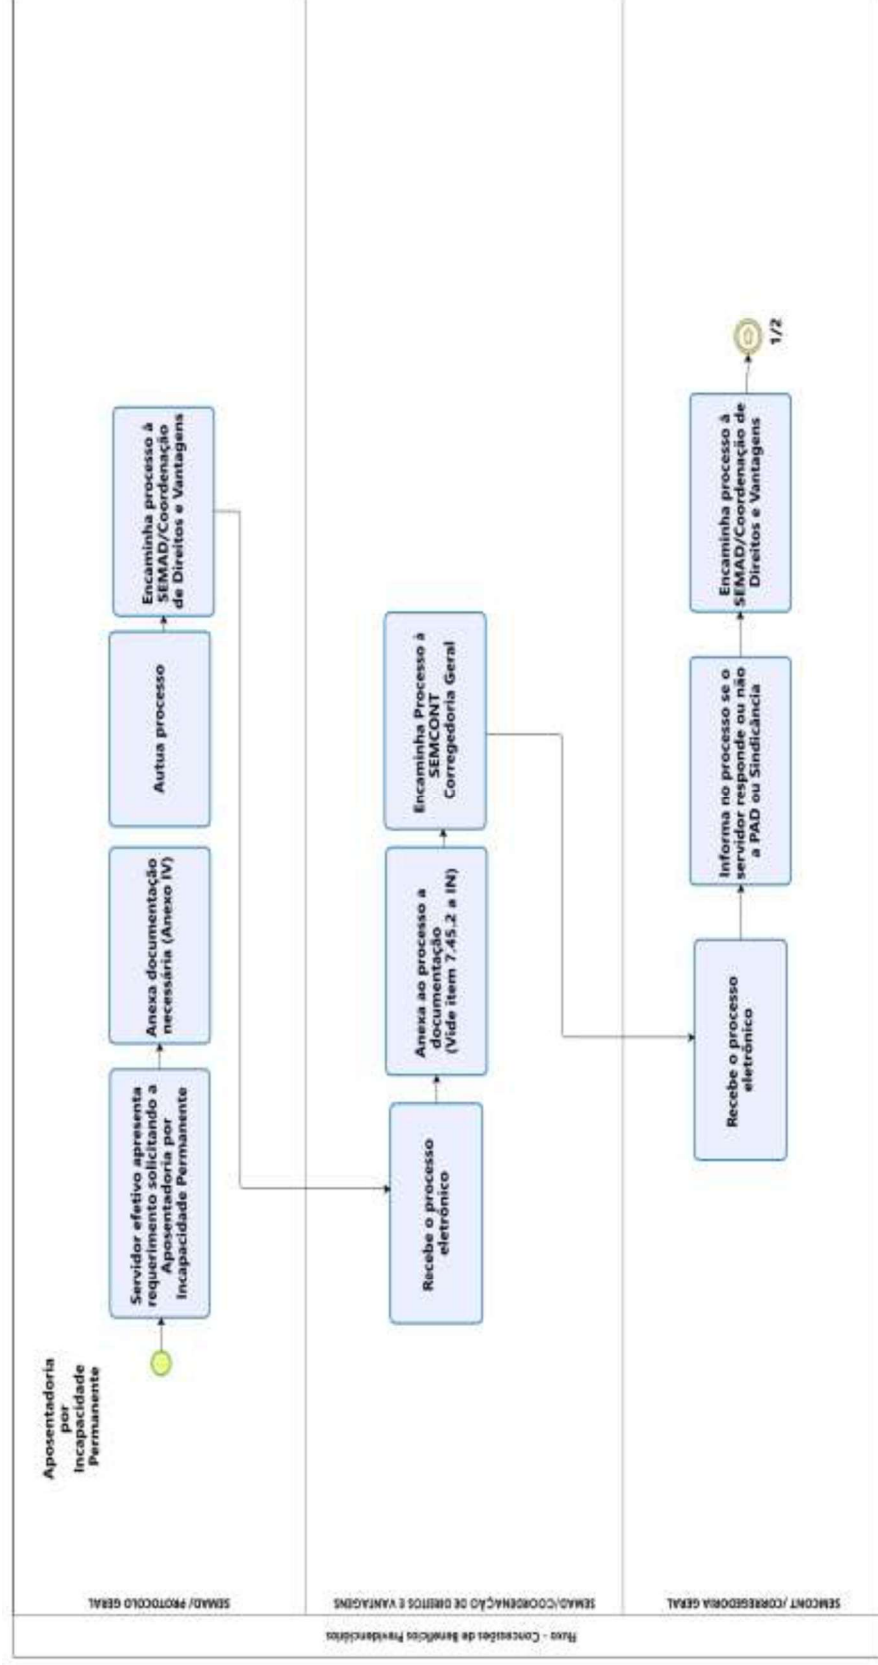 Fluxo - Concessões de Benefícios Previdenciários
SEMAD/ PROTOCOLO GERAL
Aposentadoria
por
Incapacidade
Permanente
Servidor efetivo apresenta
requerimento solicitando a
Aposentadoria por
Incapacidade Permanente
Anexa documentação
necessária (Anexo IV)
Autua processo
Encaminha processo à
SEMAD/Coordenação
de Direitos e Vantagens
SEMAD/COORDENAÇÃO DE DIREITOS E VANTAGENS
Recebe o processo
eletrônico
Anexa ao processo a
documentação
(Vide item 7.45.2 a IN)
Encaminha Processo à
SEMCONT
Corregedoria Geral
SEMCONT/ CORREGEDORIA GERAL
Recebe o processo
eletrônico
Informa no processo se o
servidor responde ou não
a PAD ou Sindicância
Encaminha processo à
SEMAD/Coordenação de
Direitos e Vantagens
1/2